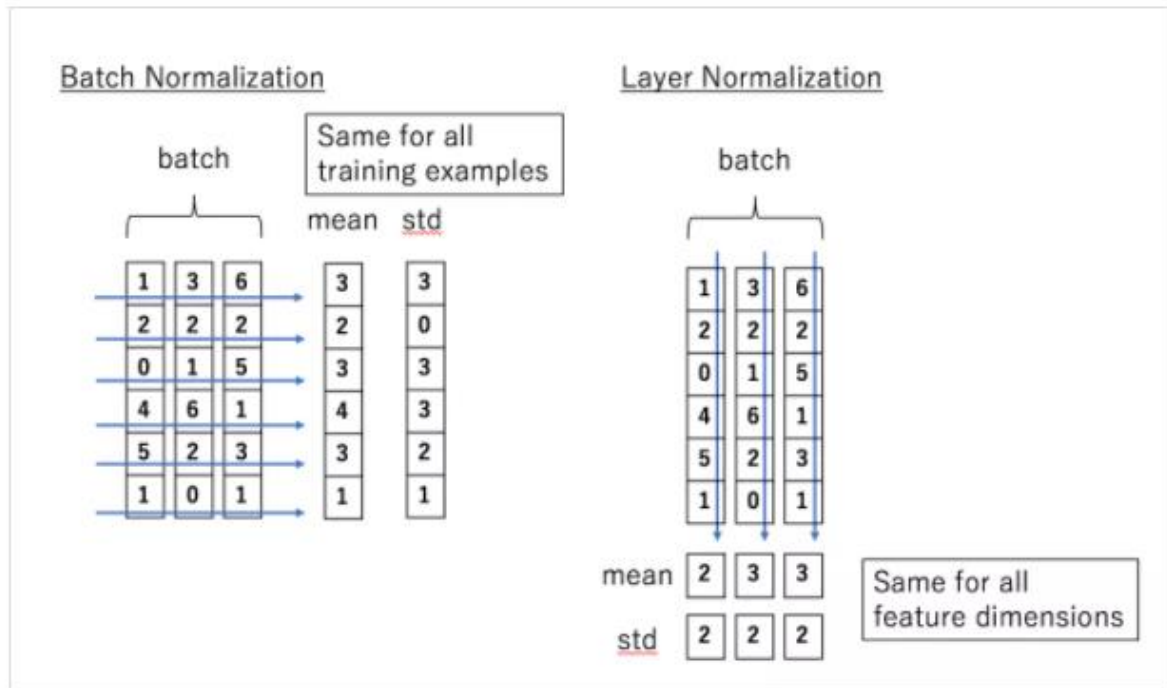 Batch Normalization
Same for all
training examples
batch
mean std
1 3 6 3 3
2 2 2 2 0
0 1 5 3 3
4 6 1 4 3
5 2 3 3 2
1 0 1 1 1
Layer Normalization
batch
1 3 6
2 2 2
0 1 5
4 6 1
5 2 3
1 0 1
mean 2 3 3
std 2 2 2
Same for all
feature dimensions